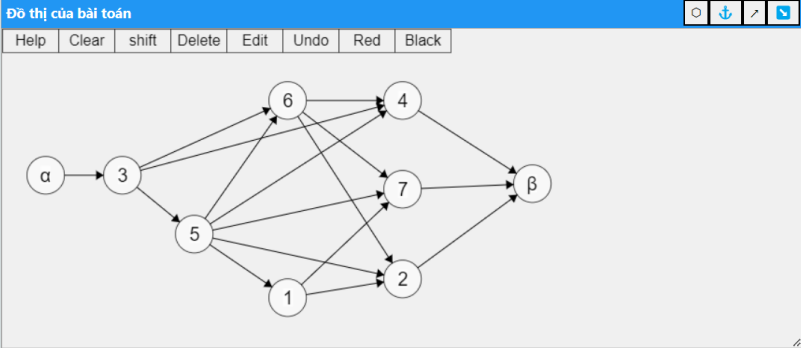 Đồ thị của bài toán
Help Clear shift Delete Edit Undo Red Black
6 4
α 3 7 β
5
1 2